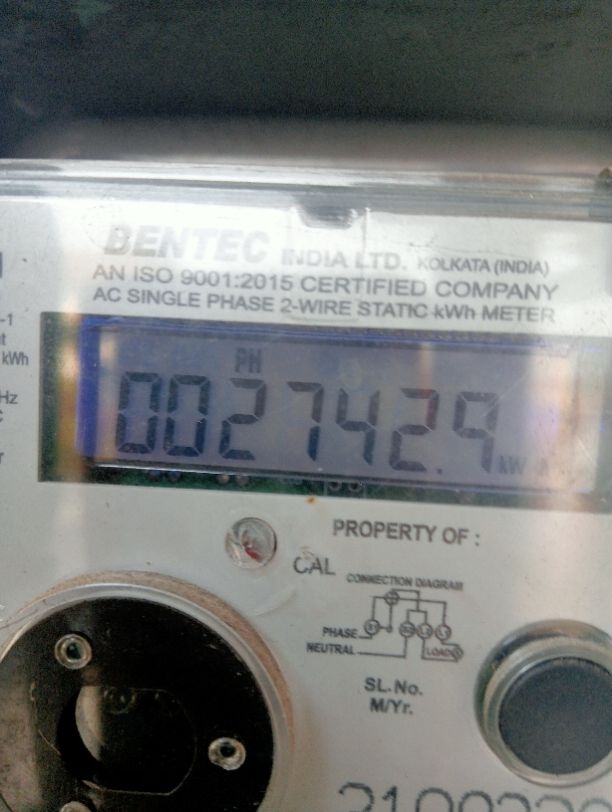 BENTEC INDIA LTD. KOLKATA (INDIA)
AN ISO 9001:2015 CERTIFIED COMPANY
AC SINGLE PHASE 2-WIRE STATIC kWh METER
kWh
Hz
PH
002742.9
kW
PROPERTY OF :
CAL
CONNECTION DIAGRAM
PHASE
NEUTRAL
LOAD
SL.No.
M/Yr.